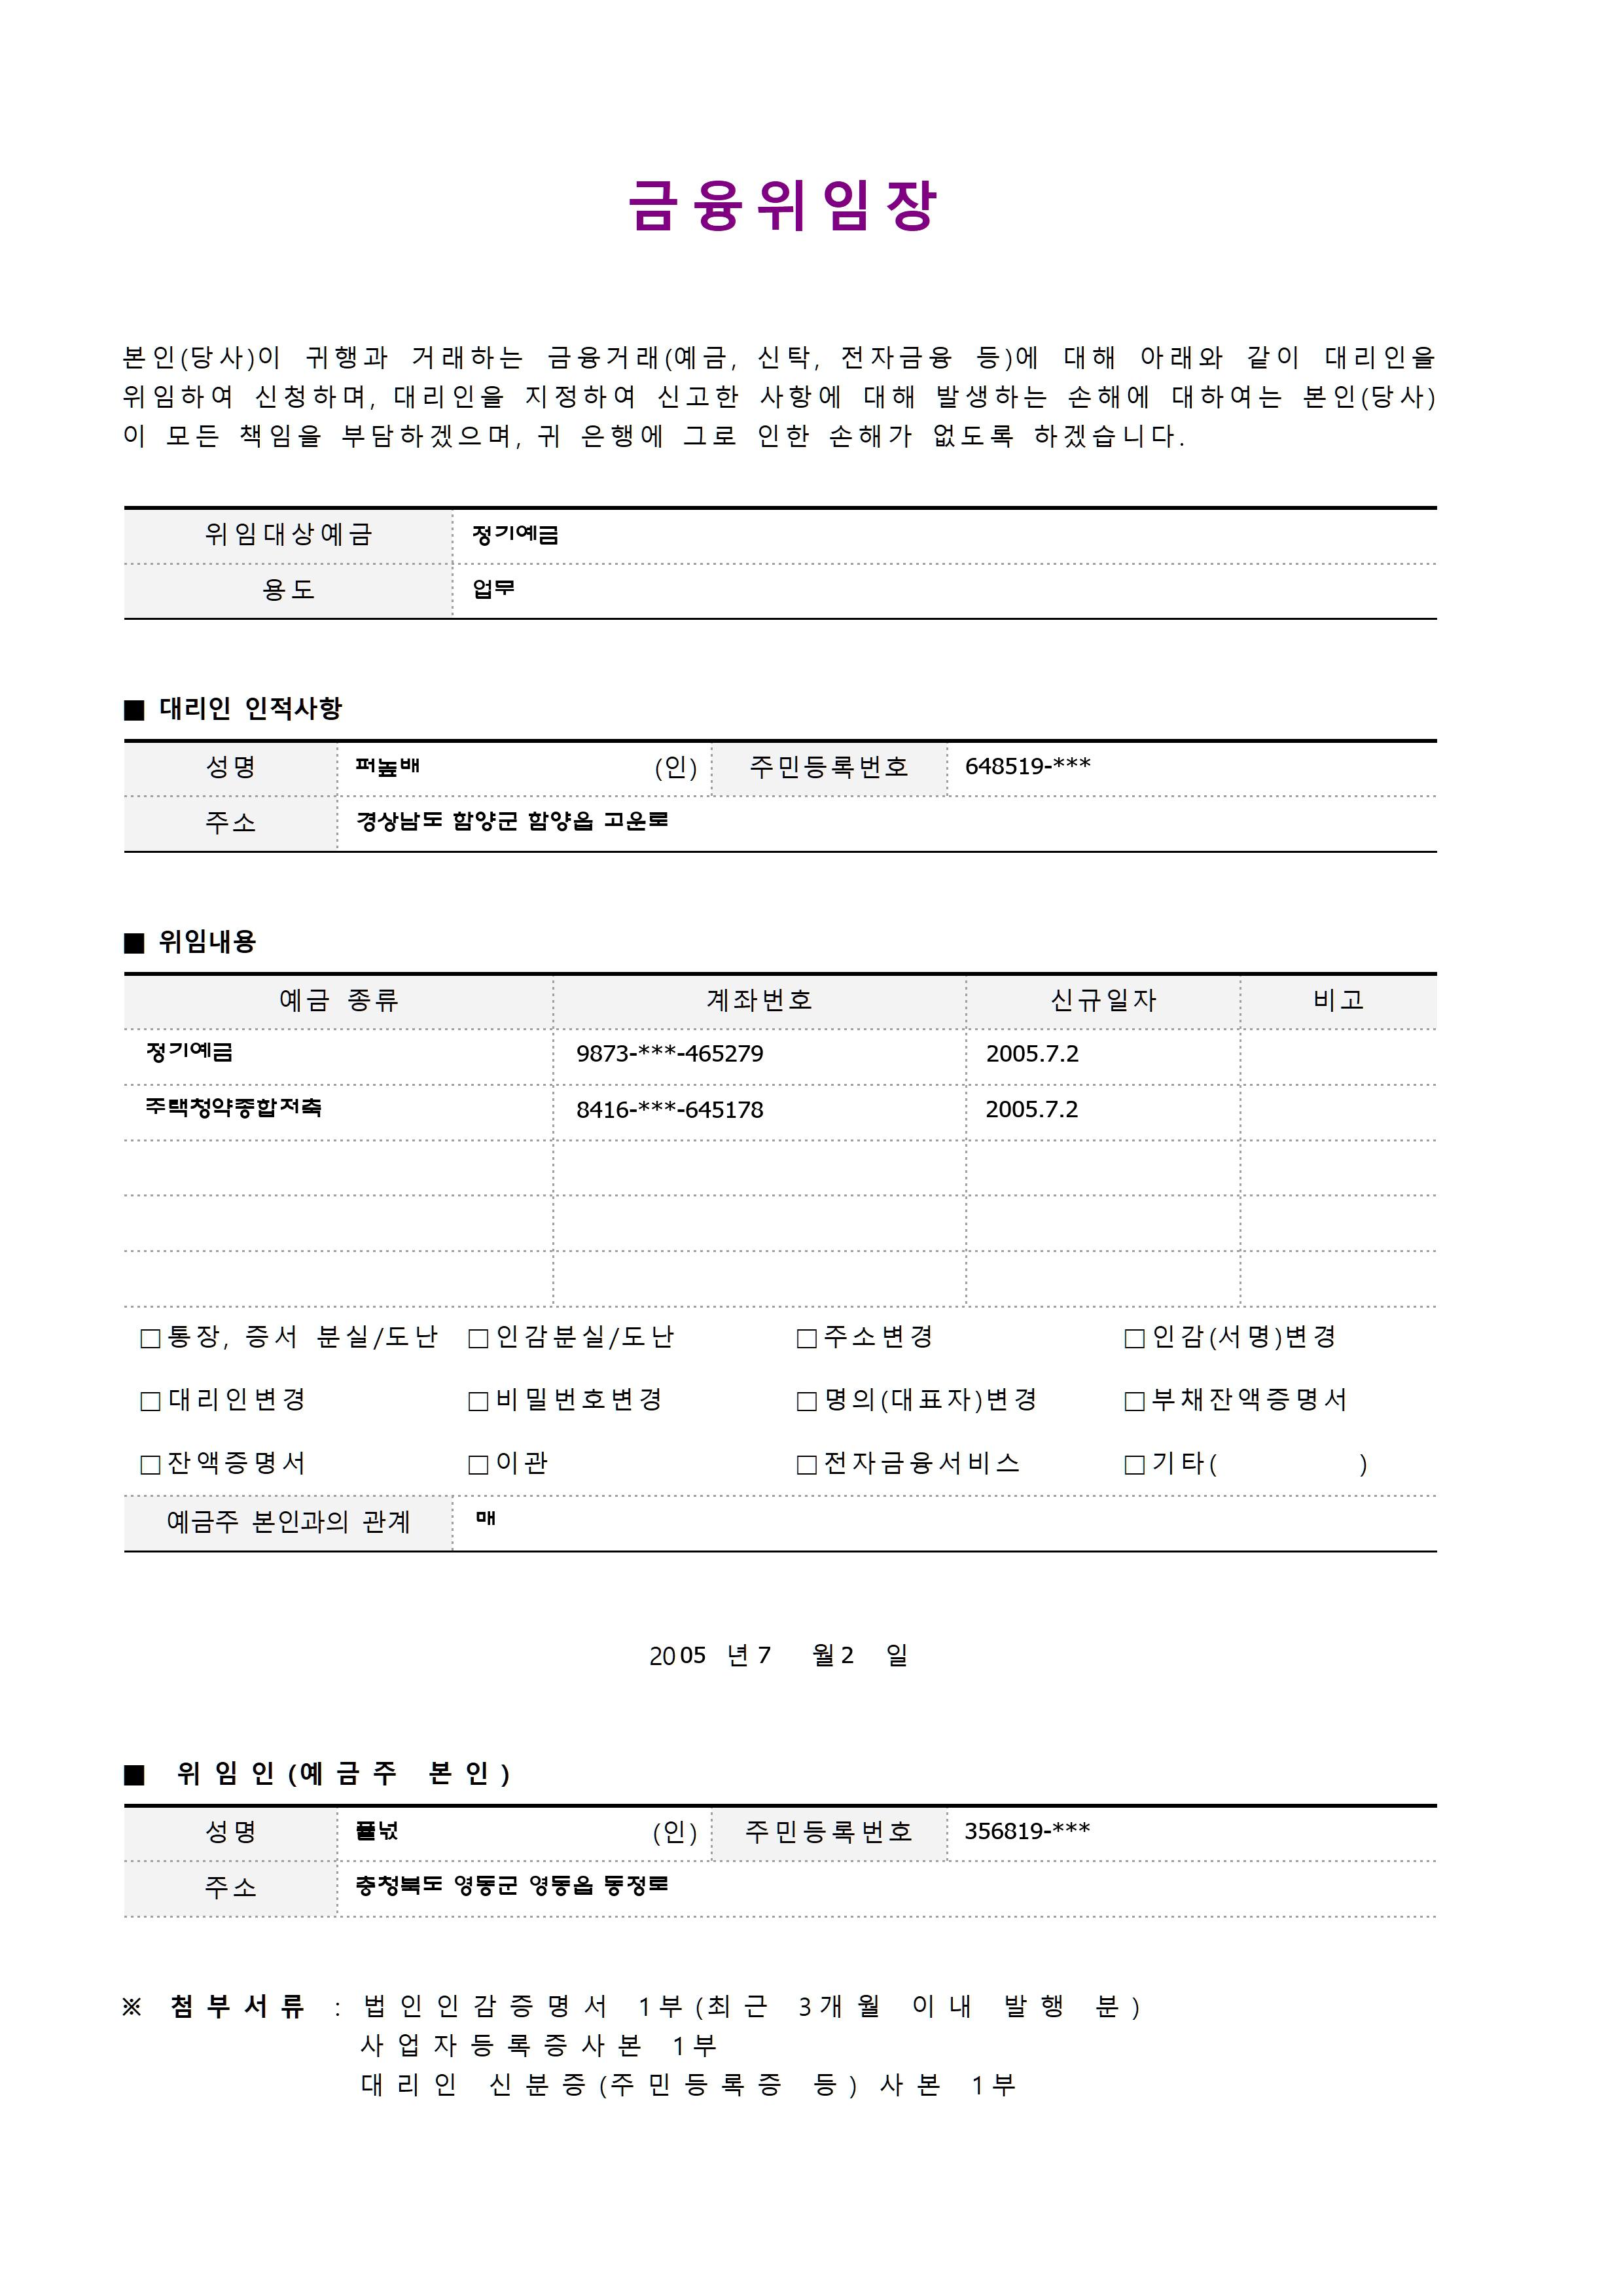 금융위임장
본인(당사)이 귀행과 거래하는 금융거래(예금, 신탁, 전자금융 등)에 대해 아래와 같이 대리인을
위임하여 신청하며, 대리인을 지정하여 신고한 사항에 대해 발생하는 손해에 대하여는 본인(당사)
이 모든 책임을 부담하겠으며, 귀 은행에 그로 인한 손해가 없도록 하겠습니다.
위임대상예금 정기예금
용도 업무
■ 대리인 인적사항
성명 퍼높배 (인) 주민등록번호 648519-***
주소 경상남도 함양군 함양읍 고운로
■ 위임내용
예금 종류 계좌번호 신규일자 비고
정기예금 9873-***-465279 2005.7.2
주택청약종합저축 8416-***-645178 2005.7.2
□통장, 증서 분실/도난 □인감분실/도난 □주소변경 □인감(서명)변경
□대리인변경 □비밀번호변경 □명의(대표자)변경 □부채잔액증명서
□잔액증명서 □이관 □전자금융서비스 □기타( )
예금주 본인과의 관계 매
2005 년 7 월 2 일
■ 위임인(예금주 본인)
성명 (인) 주민등록번호 356819-***
주소 충청북도 영동군 영동읍 동정로
※ 첨부서류 : 법인인감증명서 1부(최근 3개월 이내 발행 분)
사업자등록증사본 1부
대리인 신분증(주민등록증 등) 사본 1부